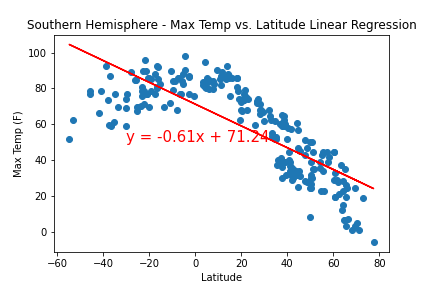 Southern Hemisphere - Max Temp vs. Latitude Linear Regression
100
80
60
40
20
0
Max Temp (F)
y = -0.61x + 71.24
−60 −40 −20 0 20 40 60 80
Latitude